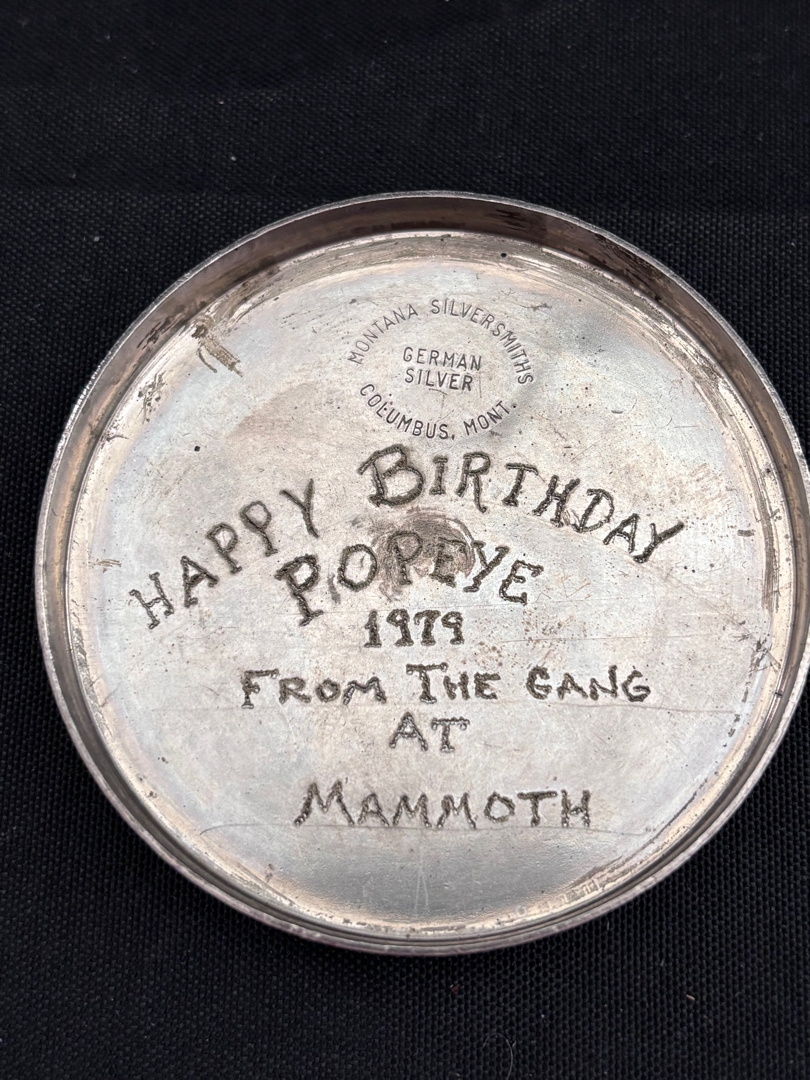 MONTANA SILVERSMITHS
GERMAN
SILVER
COLUMBUS, MONT.
HAPPY BIRTHDAY
POPEYE
1979
FROM THE GANG
AT
MAMMOTH